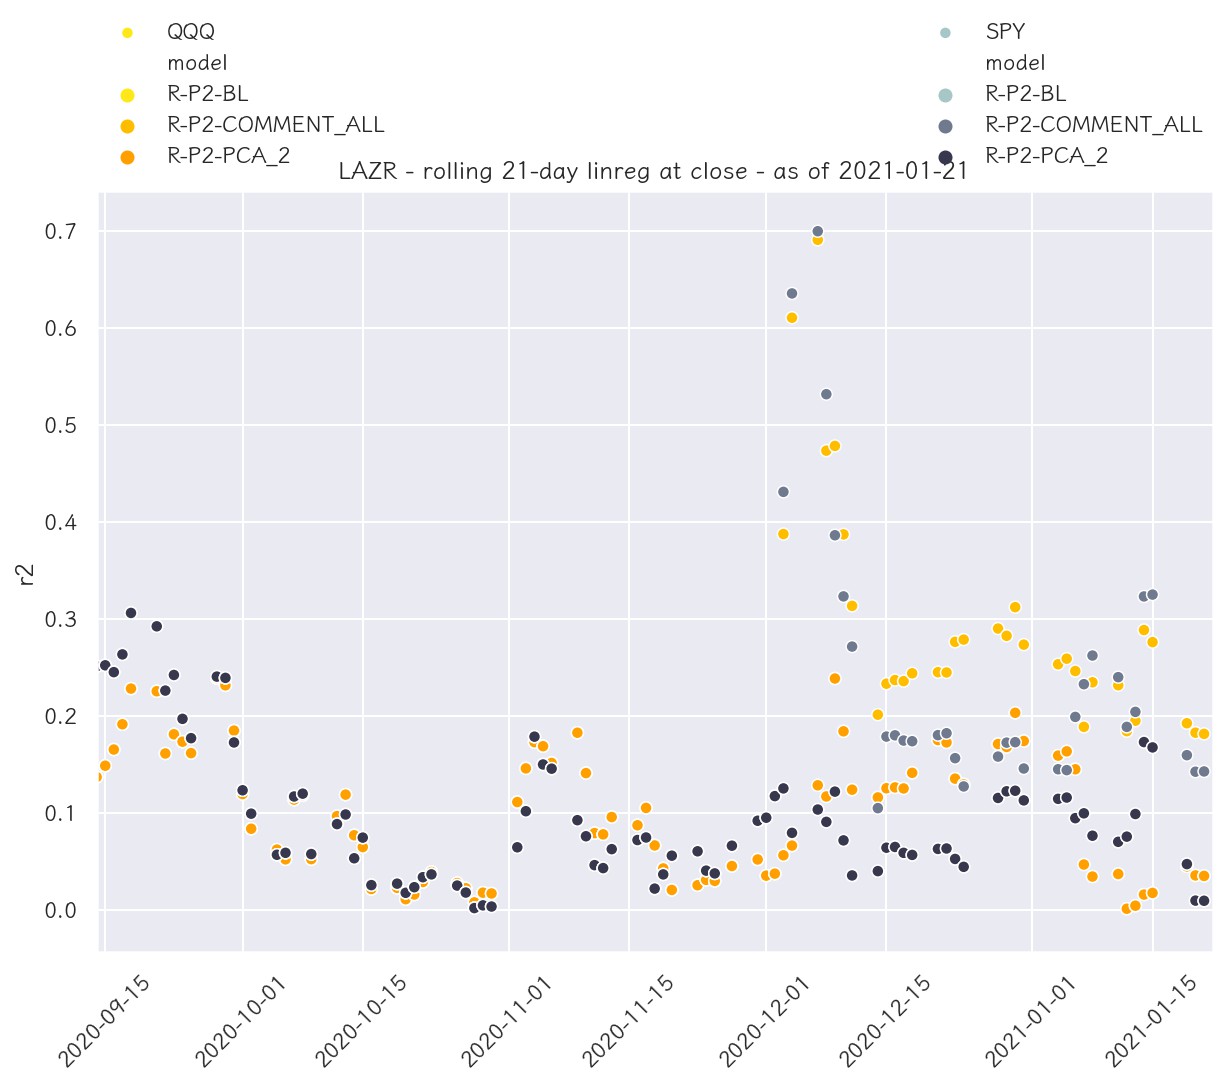 QQQ
model
R-P2-BL
R-P2-COMMENT_ALL
R-P2-PCA_2
SPY
model
R-P2-BL
R-P2-COMMENT_ALL
R-P2-PCA_2
LAZR - rolling 21-day linreg at close - as of 2021-01-21
r2
0.7
0.6
0.5
0.4
0.3
0.2
0.1
0.0
2020-09-15
2020-10-01
2020-10-15
2020-11-01
2020-11-15
2020-12-01
2020-12-15
2021-01-01
2021-01-15